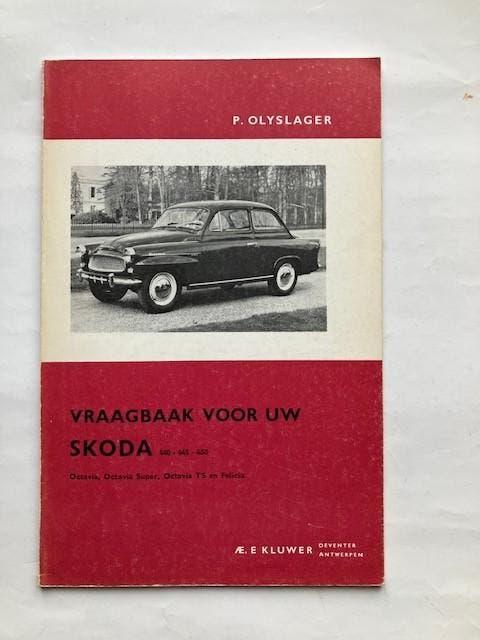 P. OLYSLAGER
VRAAGBAAK VOOR UW
SKODA 440 - 445 - 450
Octavia, Octavia Super, Octavia TS en Felicia
Æ. E KLUWER DEVENTER
ANTWERPEN